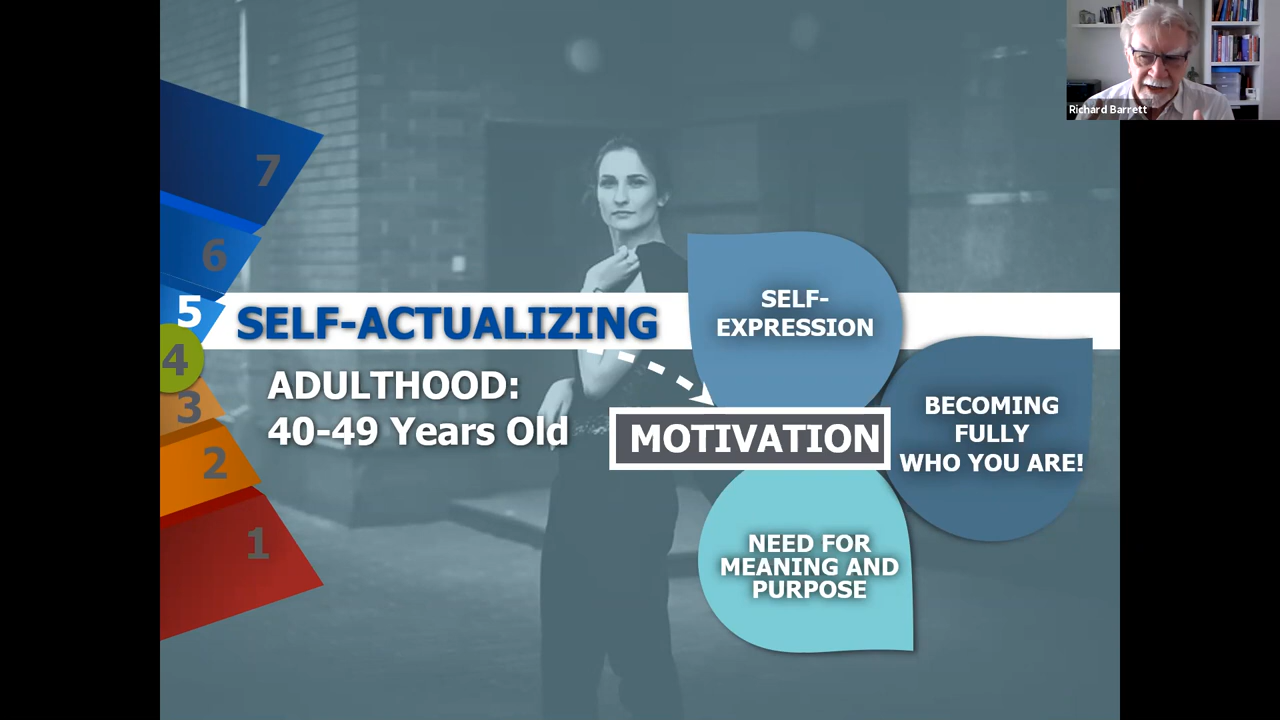 Richard Barrett
7
6
5
4
3
2
1
SELF-ACTUALIZING
ADULTHOOD:
40-49 Years Old
MOTIVATION
SELF-
EXPRESSION
BECOMING
FULLY
WHO YOU ARE!
NEED FOR
MEANING AND
PURPOSE